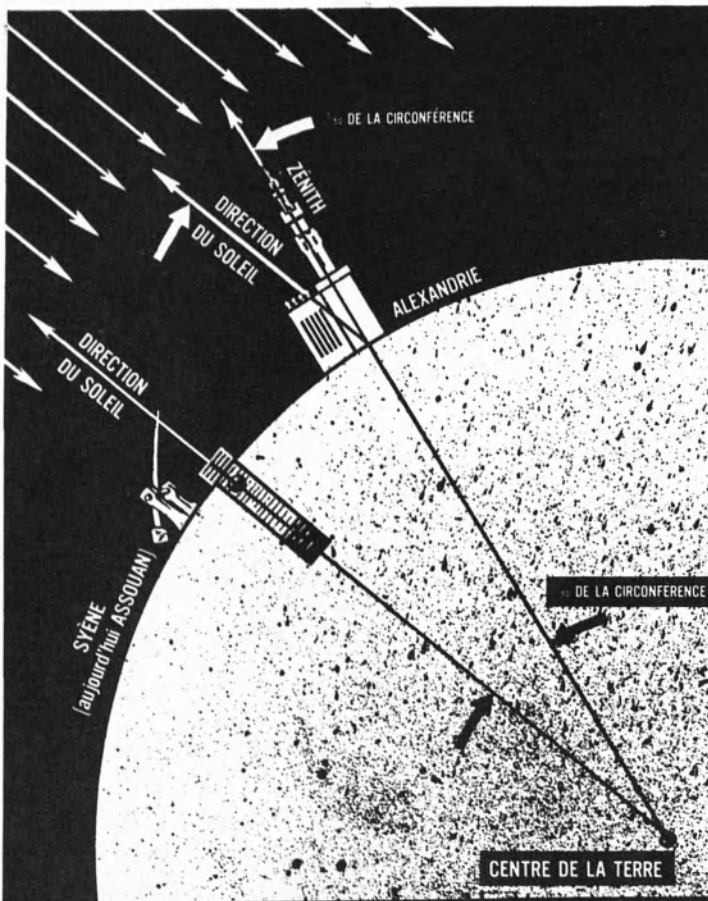 DE LA CIRCONFÉRENCE
ZÉNITH
DIRECTION
DU SOLEIL
ALEXANDRIE
DIRECTION
DU SOLEIL
SYÈNE
(aujourd''hui ASSOUAN)
DE LA CIRCONFÉRENCE
CENTRE DE LA TERRE